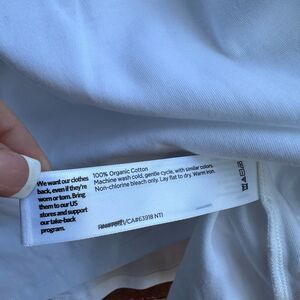 We want our clothes
back, even if they're
worn or torn. Bring
them to our US
stores and support
our take-back
program.
100% Organic Cotton
Machine wash cold, gentle cycle, with similar colors.
Non-chlorine bleach only. Lay flat to dry. Warm iron.
/CA#63918 NTI